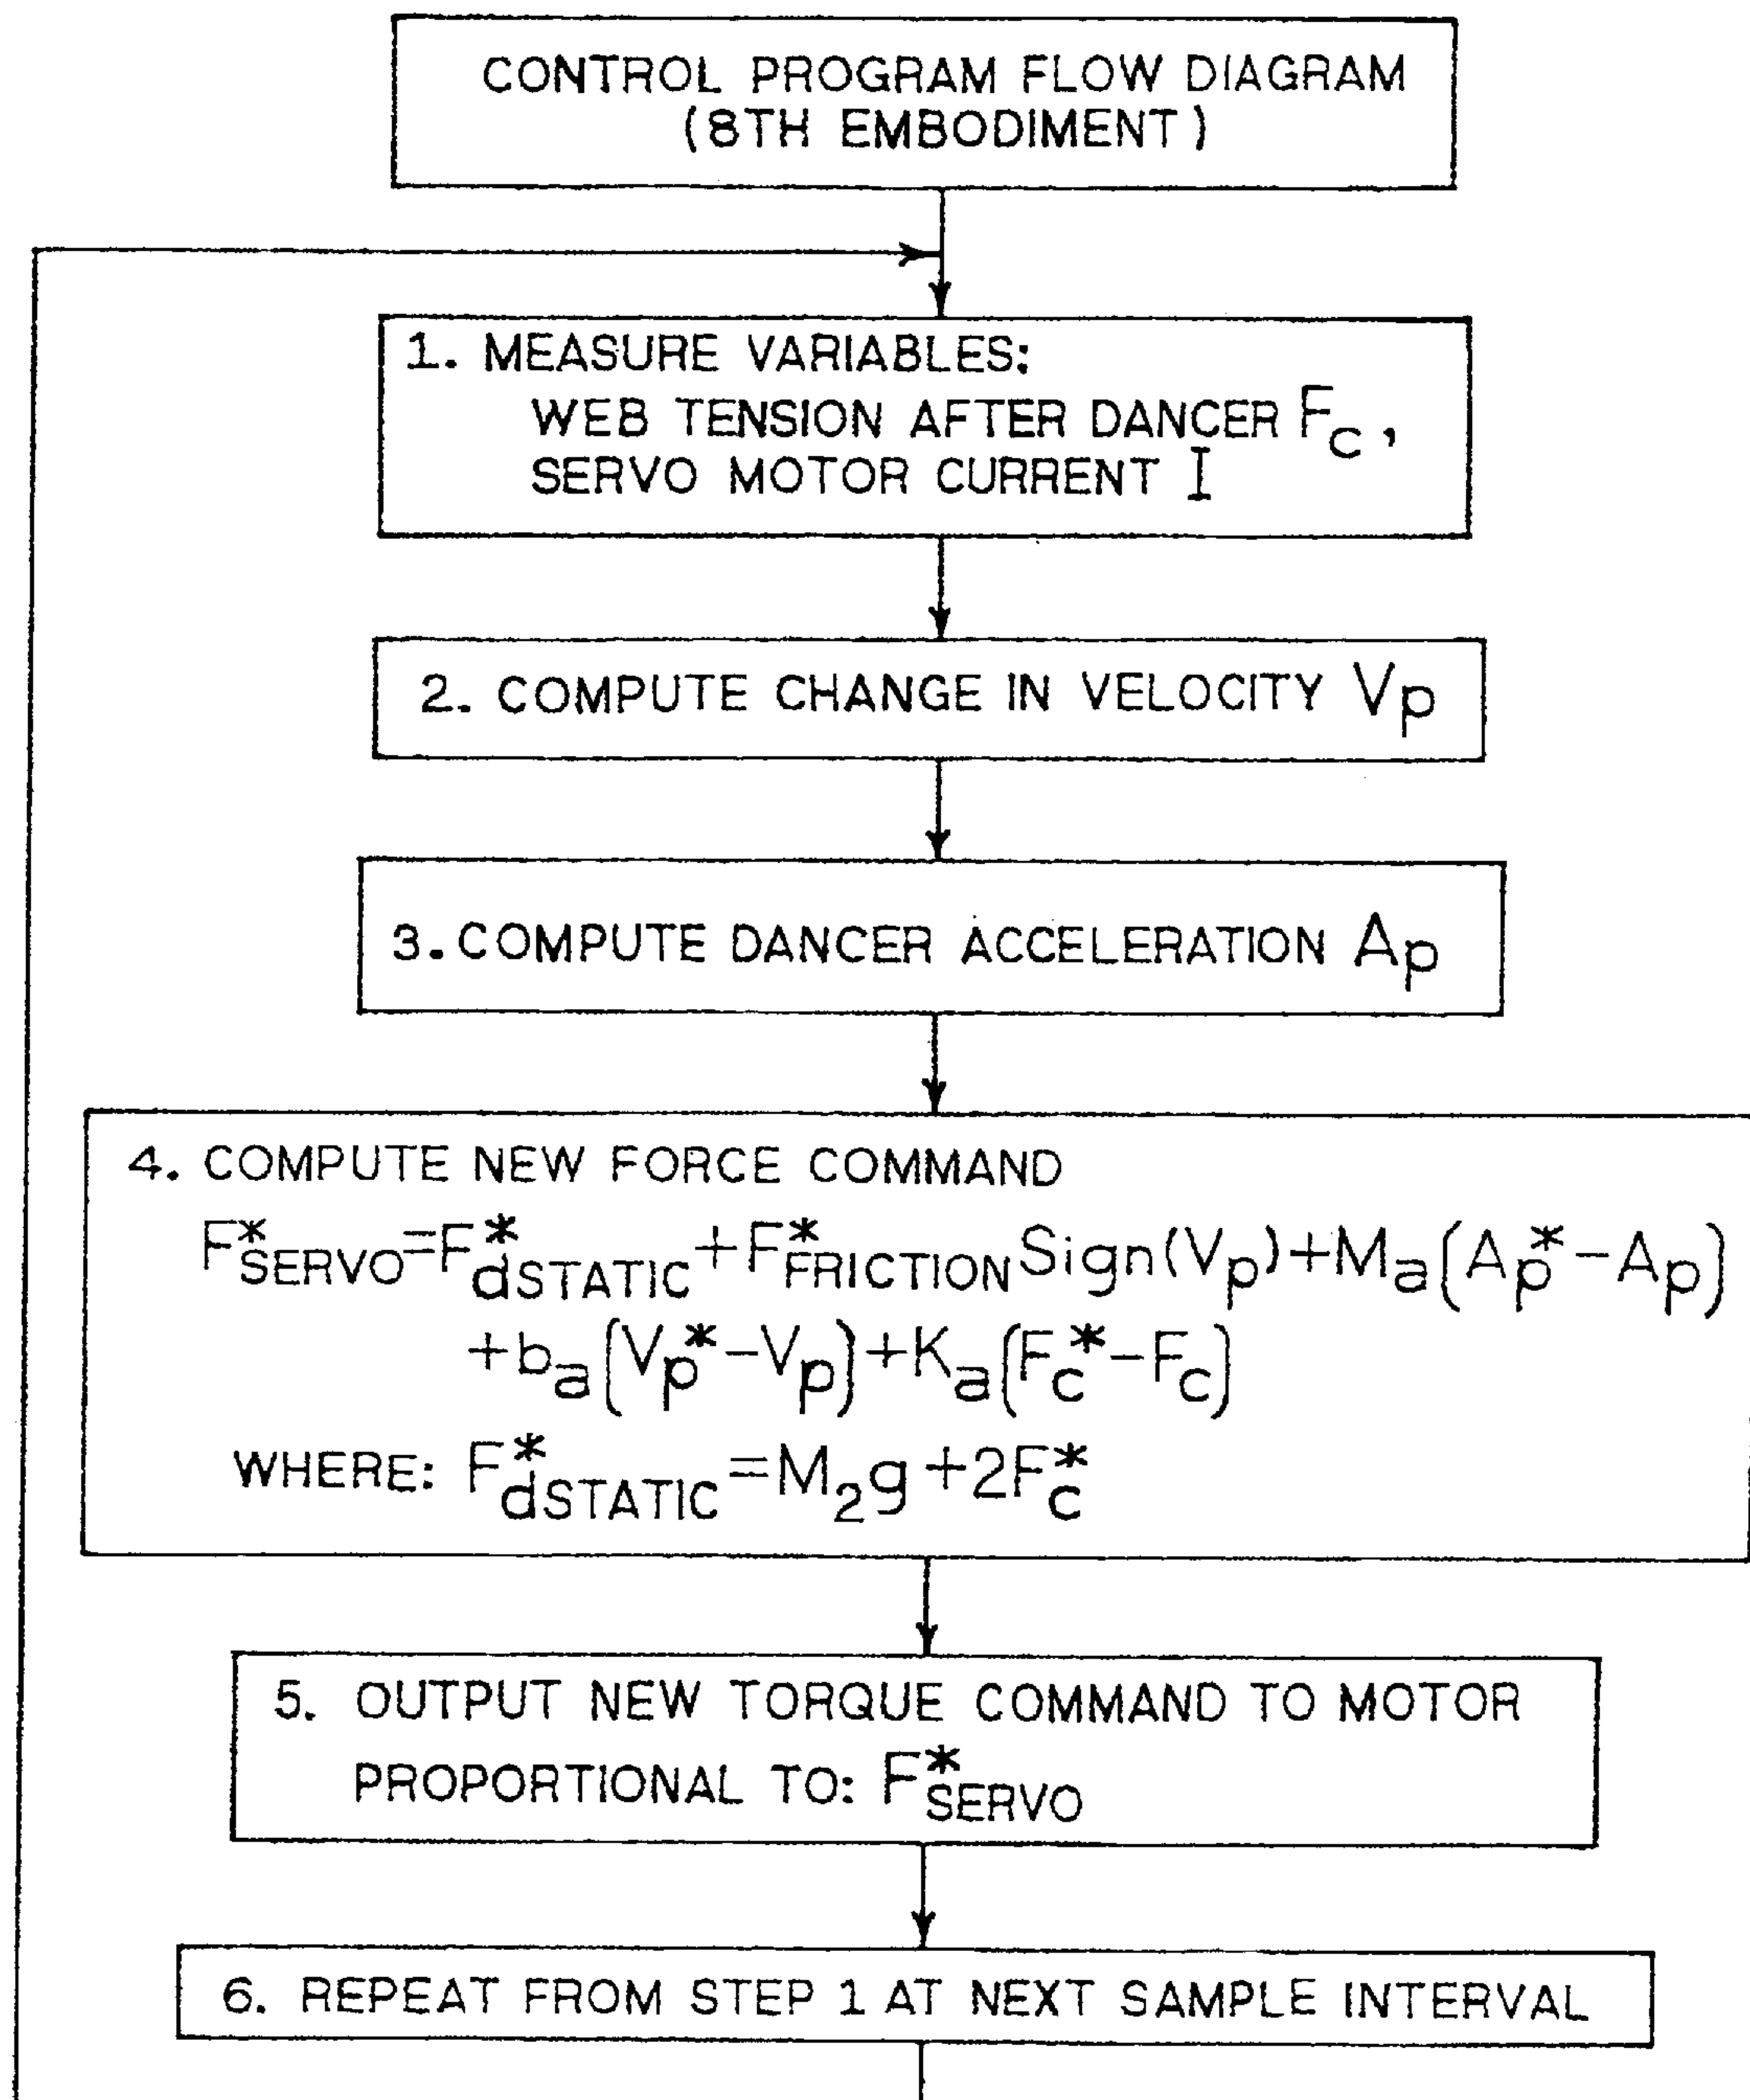 CONTROL PROGRAM FLOW DIAGRAM
(8TH EMBODIMENT)
1. MEASURE VARIABLES:
WEB TENSION AFTER DANCER Fc,
SERVO MOTOR CURRENT I
2. COMPUTE CHANGE IN VELOCITY Vp
3. COMPUTE DANCER ACCELERATION Ap
4. COMPUTE NEW FORCE COMMAND
F*SERVO=F*dSTATIC+F*FRICTIONSign(Vp)+Ma(Ap*-Ap)
+ba(Vp*-Vp)+Ka(Fc*-Fc)
WHERE: F*dSTATIC=M2g+2F*c
5. OUTPUT NEW TORQUE COMMAND TO MOTOR
PROPORTIONAL TO: F*SERVO
6. REPEAT FROM STEP 1 AT NEXT SAMPLE INTERVAL